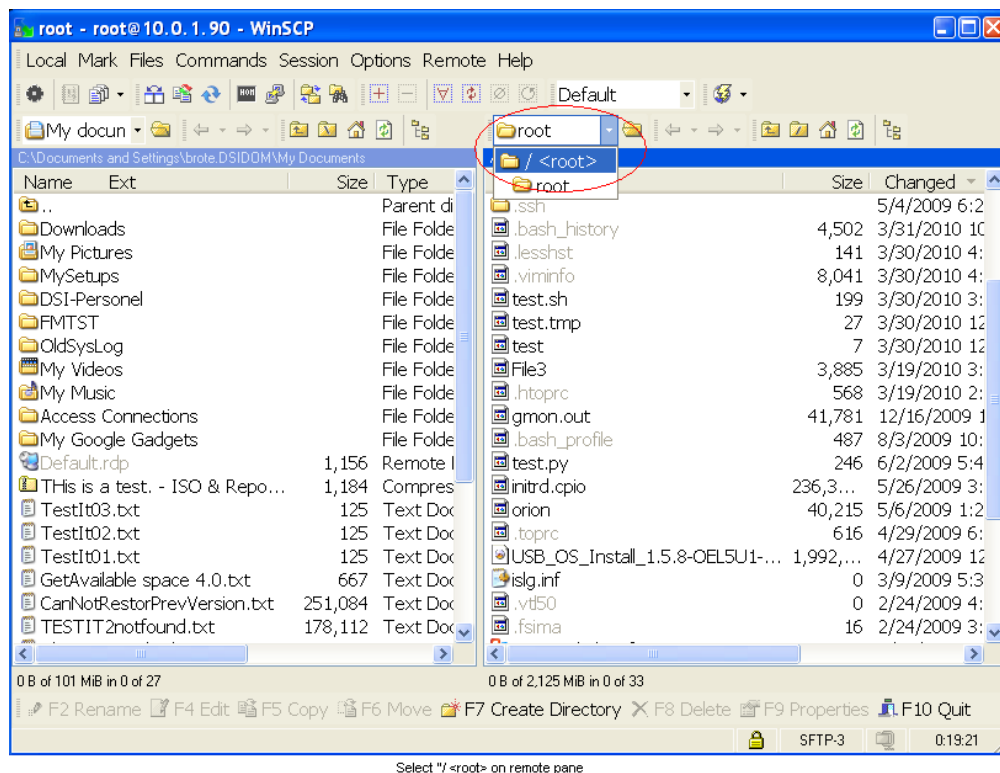 root - root@10.0.1.90 - WinSCP
Local Mark Files Commands Session Options Remote Help
Default
My docun root
C:\Documents and Settings\brote.DSIDOM\My Documents
/ <root>
root
Name Ext Size Type Size Changed
.. Parent di .ssh 5/4/2009 6:2
Downloads File Folde .bash_history 4,502 3/31/2010 10
My Pictures File Folde .lesshst 141 3/30/2010 4:
MySetups File Folde .viminfo 8,041 3/30/2010 4:
DSI-Personel File Folde test.sh 199 3/30/2010 3:
FMTST File Folde test.tmp 27 3/30/2010 12
OldSysLog File Folde test 7 3/30/2010 12
My Videos File Folde File3 3,885 3/19/2010 3:
My Music File Folde .htoprc 568 3/19/2010 2:
Access Connections File Folde gmon.out 41,781 12/16/2009 1
My Google Gadgets File Folde .bash_profile 487 8/3/2009 10:
Default.rdp 1,156 Remote test.py 246 6/2/2009 5:4
THis is a test. - ISO & Repo... 1,184 Compres initrd.cpio 236,3... 5/26/2009 3:
TestIt03.txt 125 Text Doc orion 40,215 5/6/2009 1:2
TestIt02.txt 125 Text Doc .toprc 616 4/29/2009 6:
TestIt01.txt 125 Text Doc USB_OS_Install_1.5.8-OEL5U1-... 1,992,... 4/27/2009 12
GetAvailable space 4.0.txt 667 Text Doc islg.inf 0 3/9/2009 5:3
CanNotRestorPrevVersion.txt 251,084 Text Doc .vtl50 0 2/24/2009 4:
TESTIT2notfound.txt 178,112 Text Doc .fsima 16 2/24/2009 3:
0 B of 101 MiB in 0 of 27 0 B of 2,125 MiB in 0 of 33
F2 Rename F4 Edit F5 Copy F6 Move F7 Create Directory F8 Delete F9 Properties F10 Quit
SFTP-3 0:19:21
Select "/ <root> on remote pane